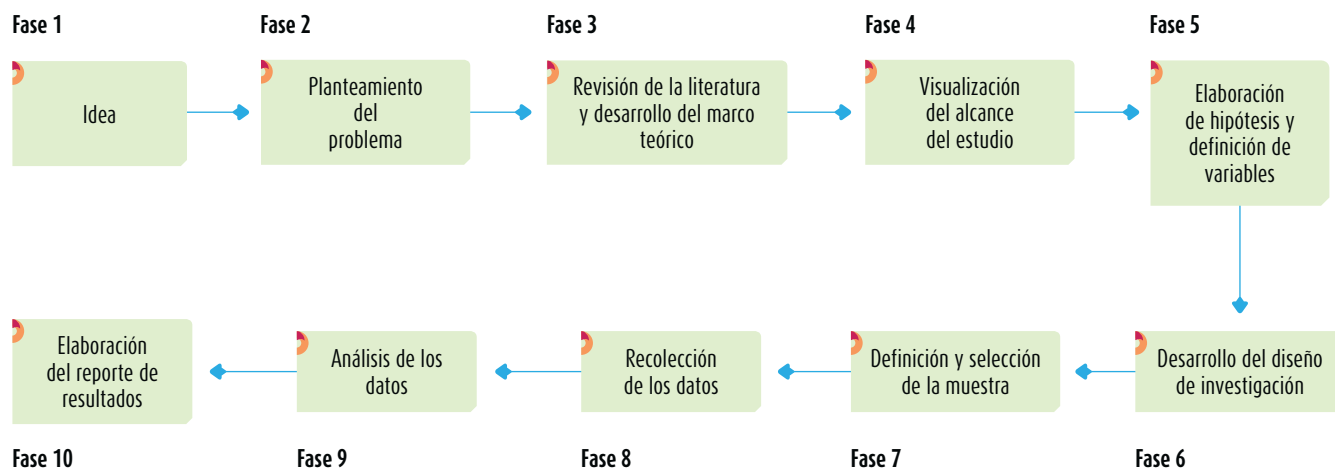 Fase 1
Idea
Fase 2
Planteamiento
del
problema
Fase 3
Revisión de la literatura
y desarrollo del marco
teórico
Fase 4
Visualización
del alcance
del estudio
Fase 5
Elaboración
de hipótesis y
definición de
variables
Desarrollo del diseño
de investigación
Fase 6
Definición y selección
de la muestra
Fase 7
Recolección
de los datos
Fase 8
Análisis de los
datos
Fase 9
Elaboración
del reporte de
resultados
Fase 10